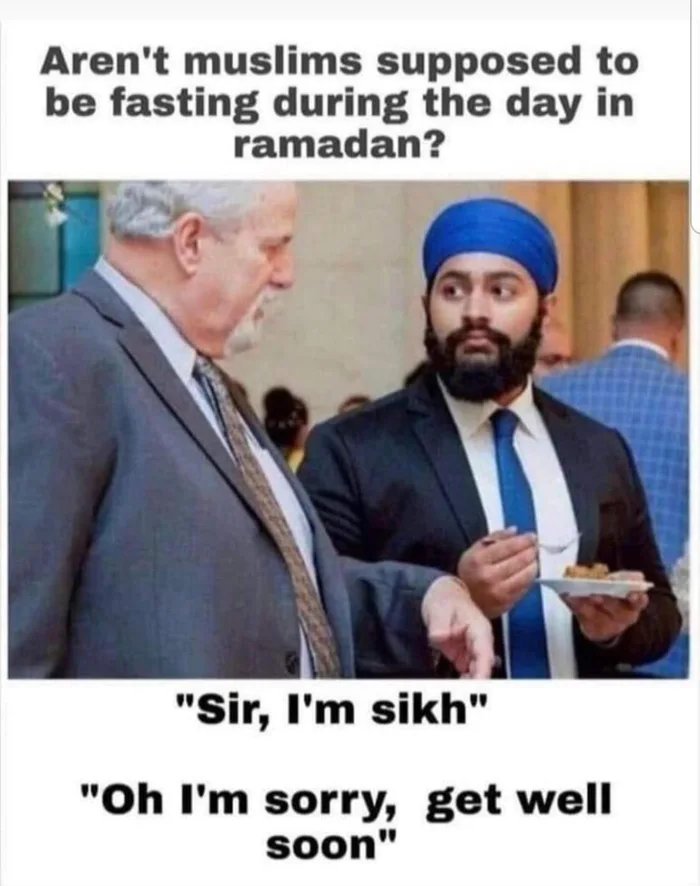 Aren't muslims supposed to
be fasting during the day in
ramadan?
"Sir, I'm sikh"
"Oh I'm sorry, get well
soon"